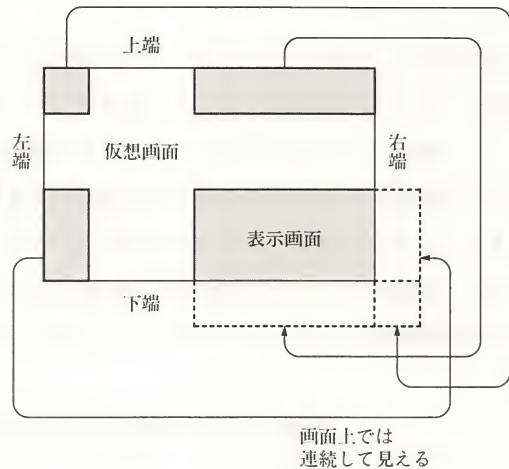 上端
左端
仮想画面
右端
表示画面
下端
画面上では
連続して見える